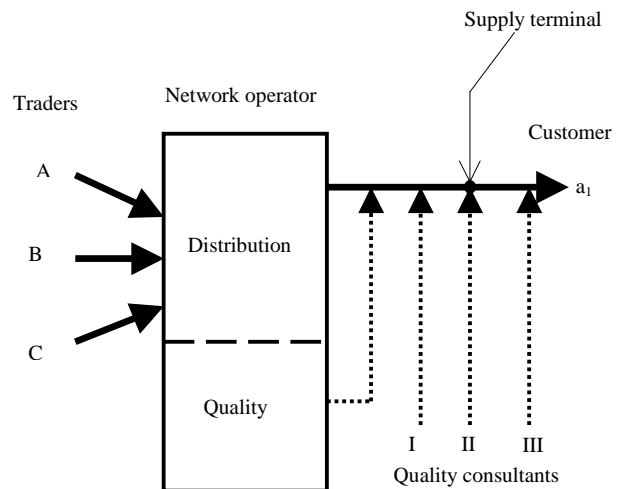 Supply terminal
Network operator
Traders
Customer
A
a1
B
Distribution
C
Quality
I II III
Quality consultants